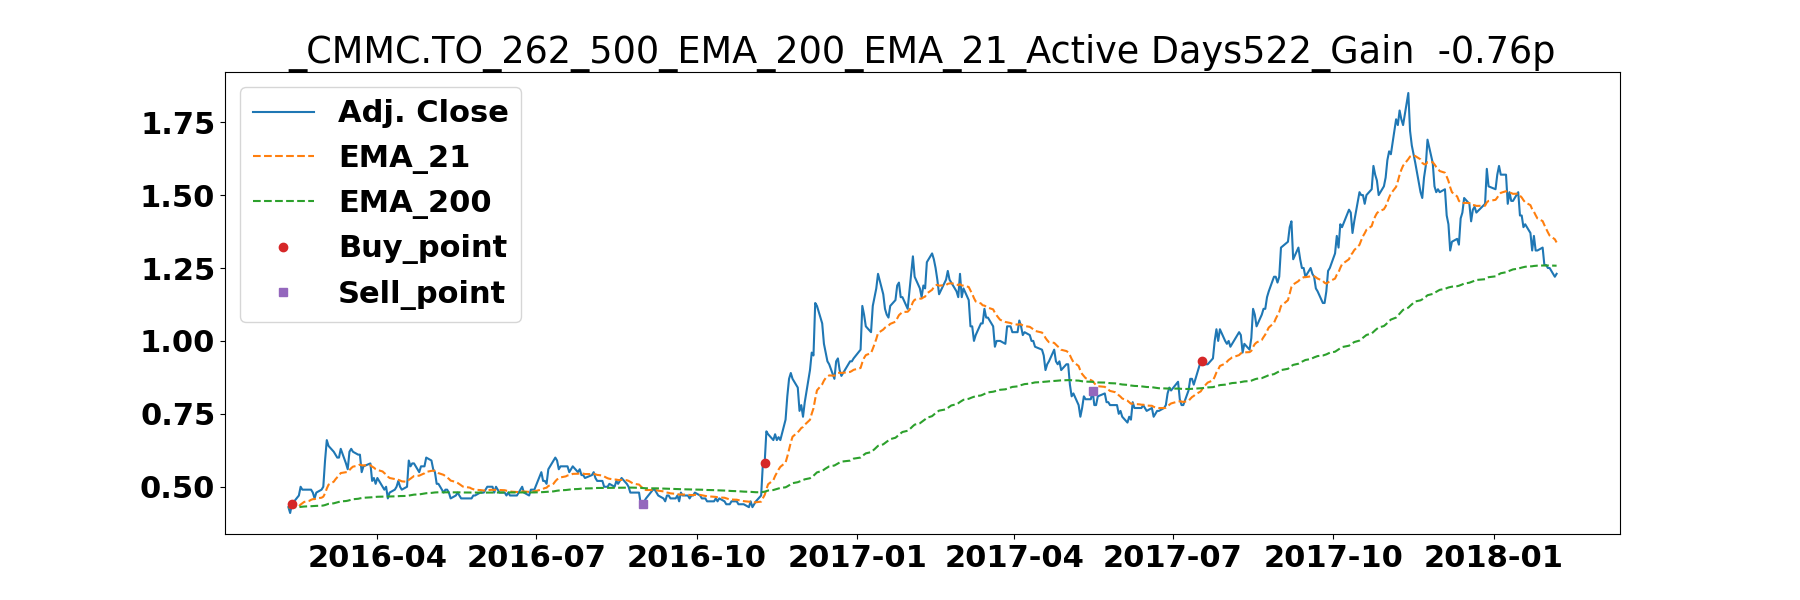 _CMMC.TO_262_500_EMA_200_EMA_21_Active Days522_Gain  -0.76p
Adj. Close
EMA_21
EMA_200
Buy_point
Sell_point
1.75
1.50
1.25
1.00
0.75
0.50
2016-04 2016-07 2016-10 2017-01 2017-04 2017-07 2017-10 2018-01